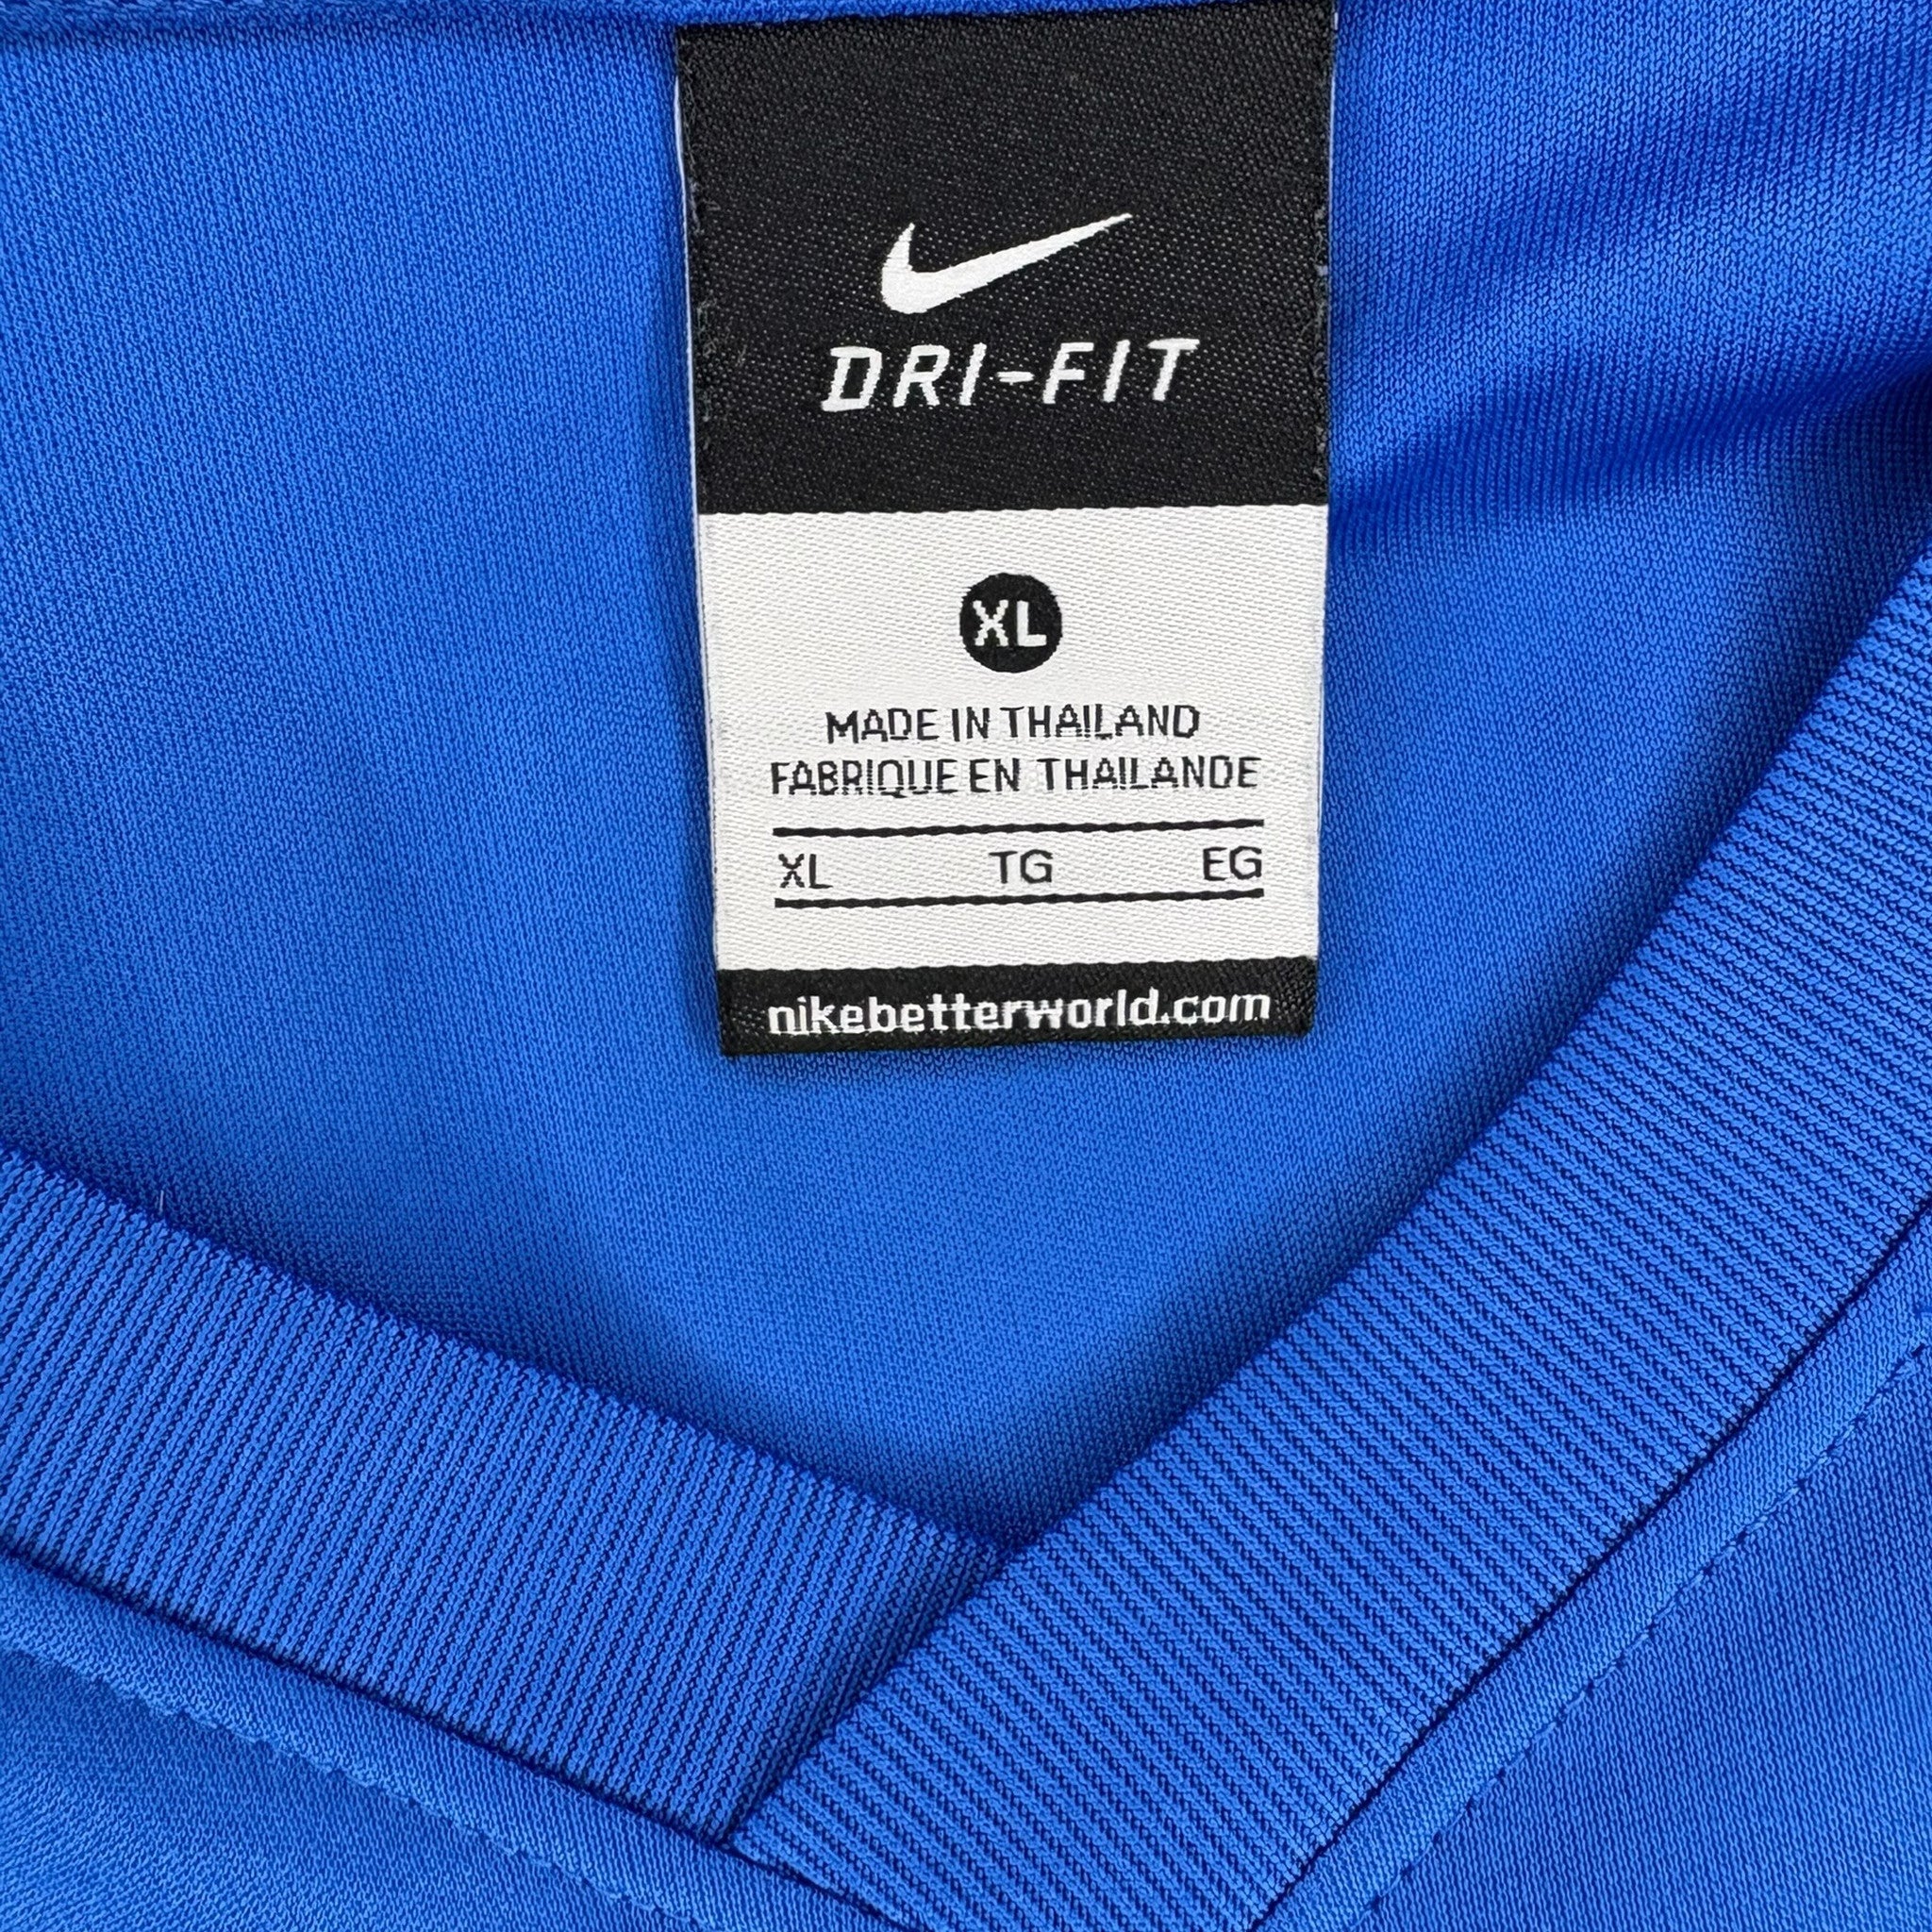 DRI-FIT
XL
MADE IN THAILAND
FABRIQUE EN THAILANDE
XL TG EG
nikebetterworld.com